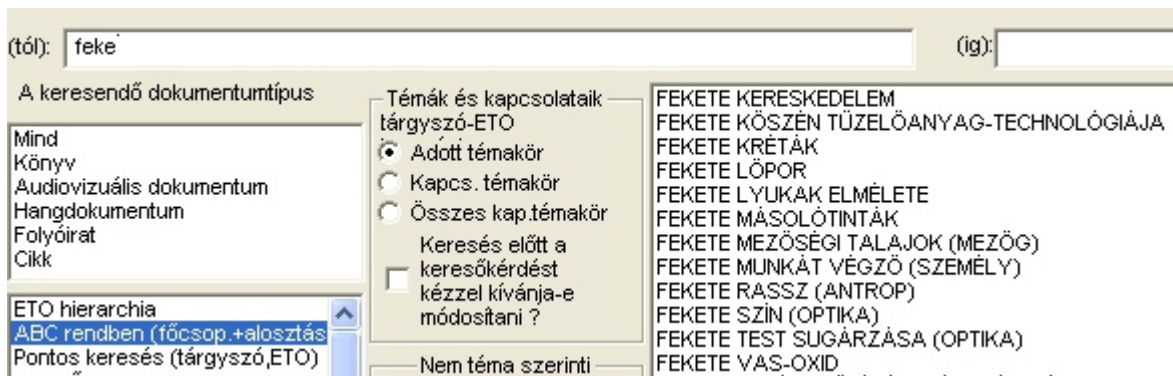 (tól): feke (ig):
A keresendő dokumentumtípus
Mind
Könyv
Audiovizuális dokumentum
Hangdokumentum
Folyóirat
Cikk
ETO hierarchia
ABC rendben (főcsop.+alosztás
Pontos keresés (tárgyszó,ETO)
Témák és kapcsolataik
tárgyszó-ETO
Adott témakör
Kapcs. témakör
Összes kap.témakör
Keresés előtt a
keresőkérdést
kézzel kívánja-e
módosítani ?
Nem téma szerinti
FEKETE KERESKEDELEM
FEKETE KŐSZÉN TÜZELŐANYAG-TECHNOLÓGIÁJA
FEKETE KRÉTÁK
FEKETE LŐPOR
FEKETE LYUKAK ELMÉLETE
FEKETE MÁSOLÓTINTÁK
FEKETE MEZŐSÉGI TALAJOK (MEZŐG)
FEKETE MUNKÁT VÉGZŐ (SZEMÉLY)
FEKETE RASSZ (ANTROP)
FEKETE SZÍN (OPTIKA)
FEKETE TEST SUGÁRZÁSA (OPTIKA)
FEKETE VAS-OXID